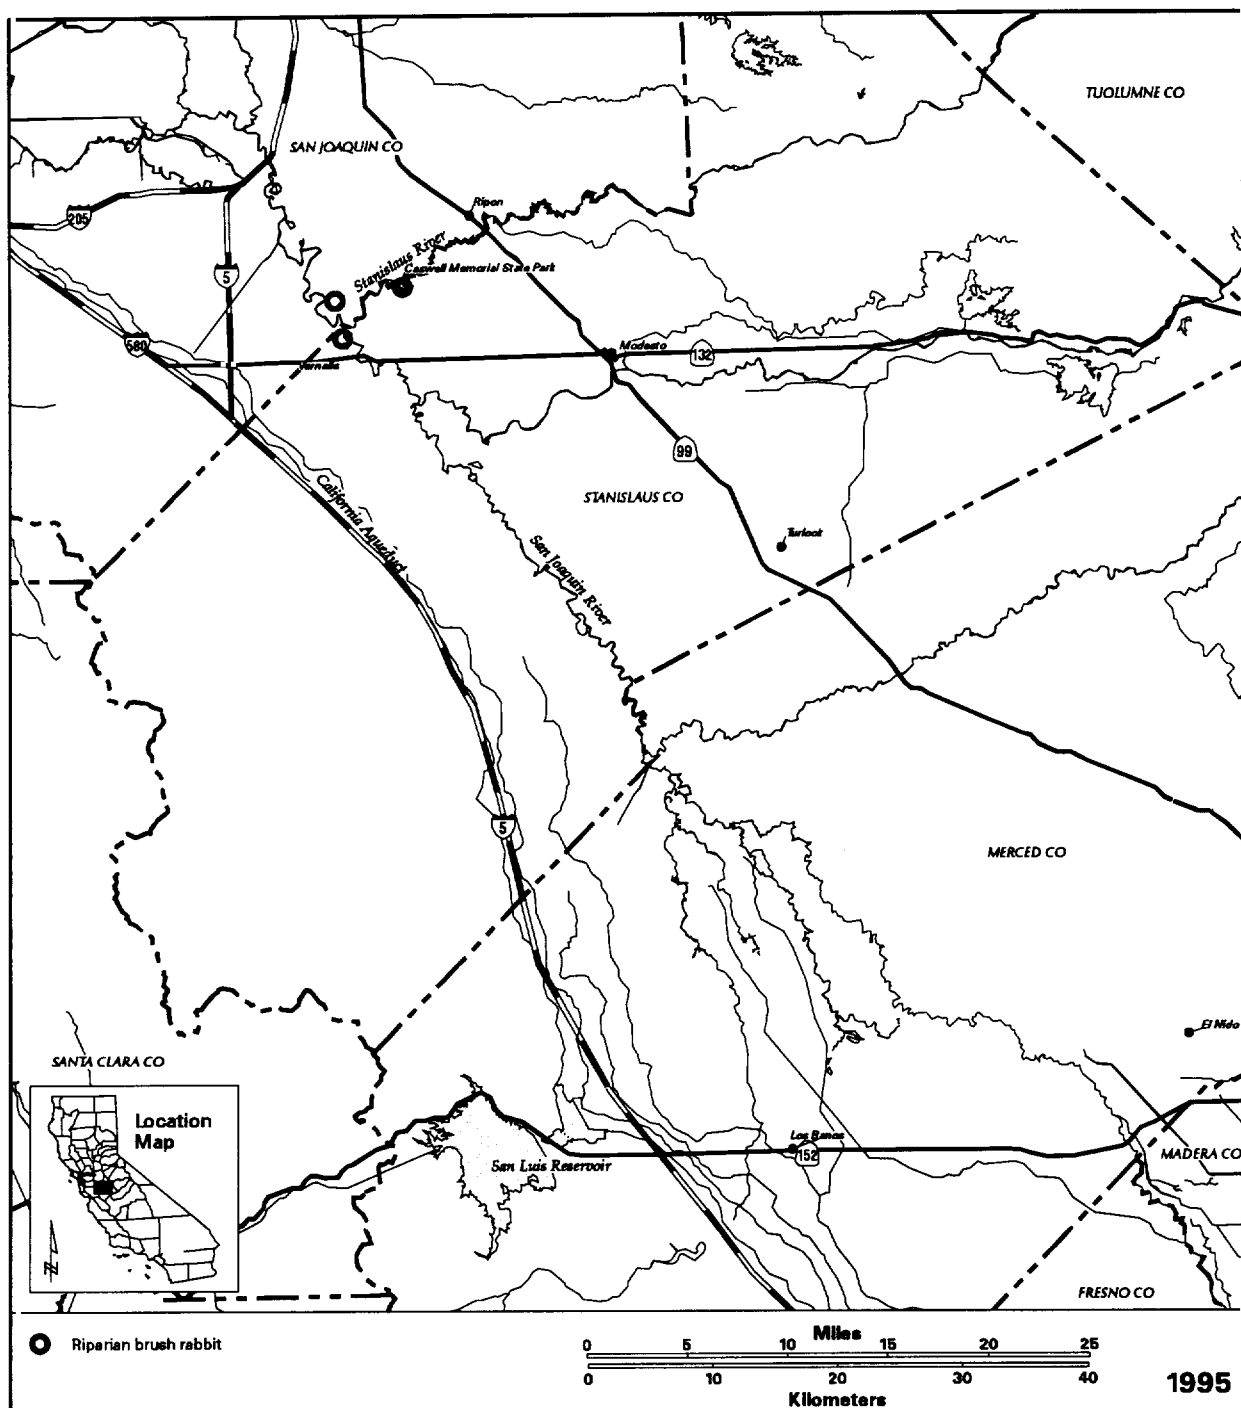 TUOLUMNE CO
SAN JOAQUIN CO
Ripon
205
Stanislaus River
Caswell Memorial State Park
5
580
Modesto
132
Vernalis
99
STANISLAUS CO
California Aqueduct
Turlock
San Joaquin River
5
MERCED CO
El Nido
SANTA CLARA CO
Location
Map
Los Banos
152
San Luis Reservoir
MADERA CO
N
FRESNO CO
Riparian brush rabbit
Miles
0 5 10 15 20 25
0 10 20 30 40
Kilometers
1995